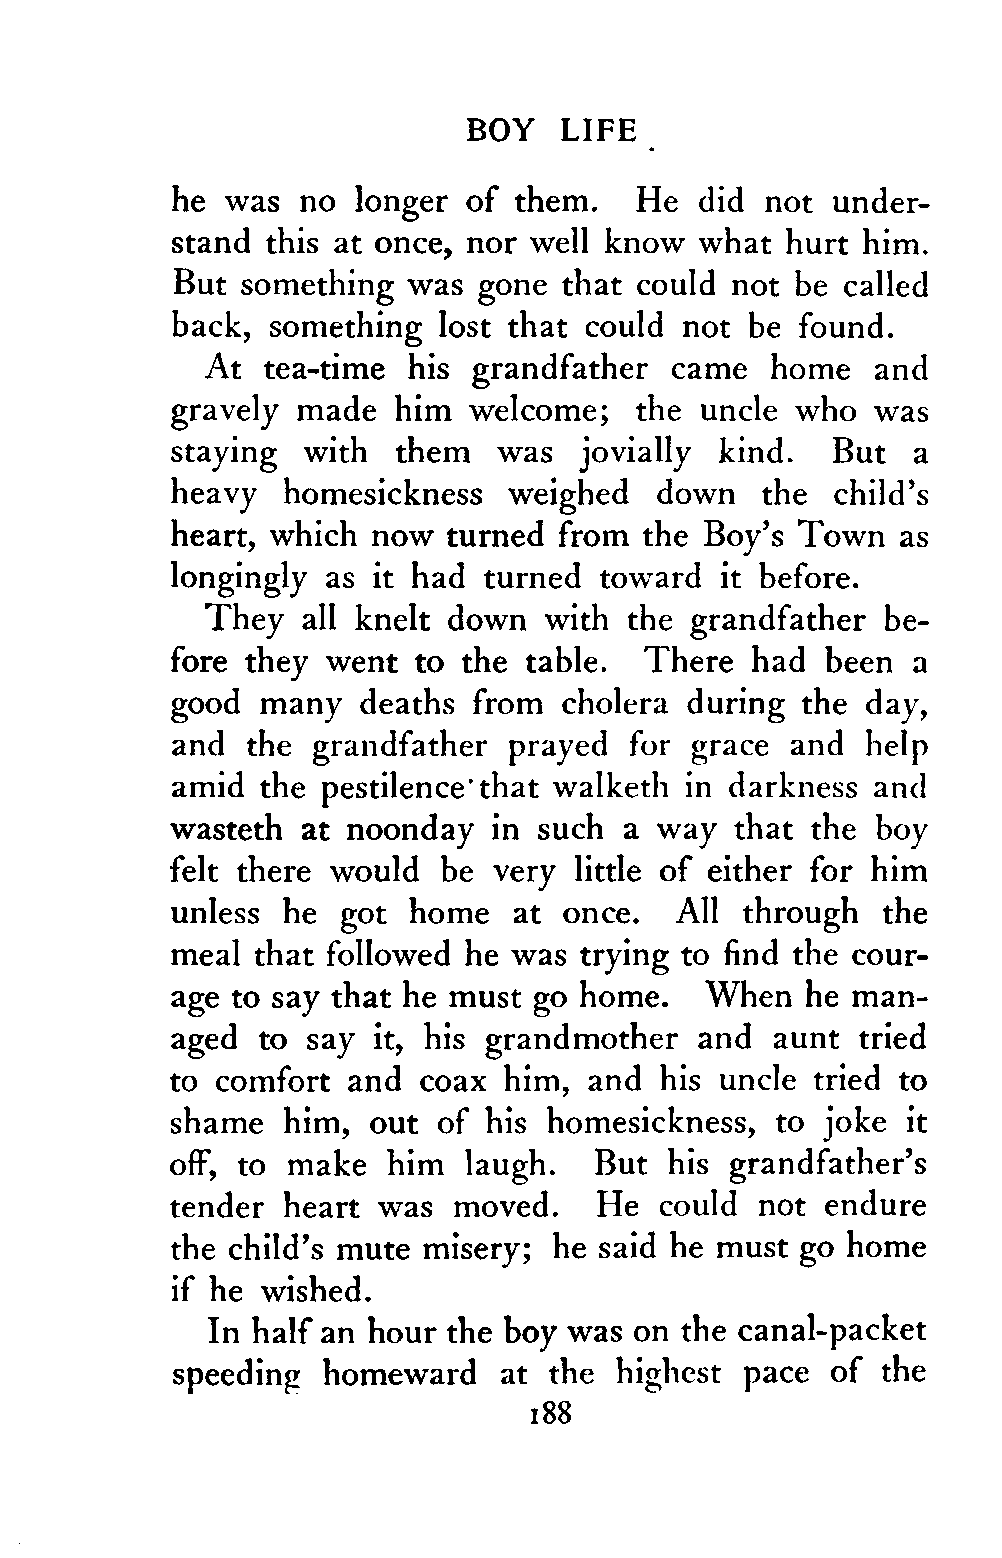 BOY LIFE
he was no longer of them. He did not under-
stand this at once, nor well know what hurt him.
But something was gone that could not be called
back, something lost that could not be found.
At tea-time his grandfather came home and
gravely made him welcome; the uncle who was
staying with them was jovially kind. But a
heavy homesickness weighed down the child's
heart, which now turned from the Boy's Town as
longingly as it had turned toward it before.
They all knelt down with the grandfather be-
fore they went to the table. There had been a
good many deaths from cholera during the day,
and the grandfather prayed for grace and help
amid the pestilence that walketh in darkness and
wasteth at noonday in such a way that the boy
felt there would be very little of either for him
unless he got home at once. All through the
meal that followed he was trying to find the cour-
age to say that he must go home. When he man-
aged to say it, his grandmother and aunt tried
to comfort and coax him, and his uncle tried to
shame him, out of his homesickness, to joke it
off, to make him laugh. But his grandfather's
tender heart was moved. He could not endure
the child's mute misery; he said he must go home
if he wished.
In half an hour the boy was on the canal-packet
speeding homeward at the highest pace of the
188